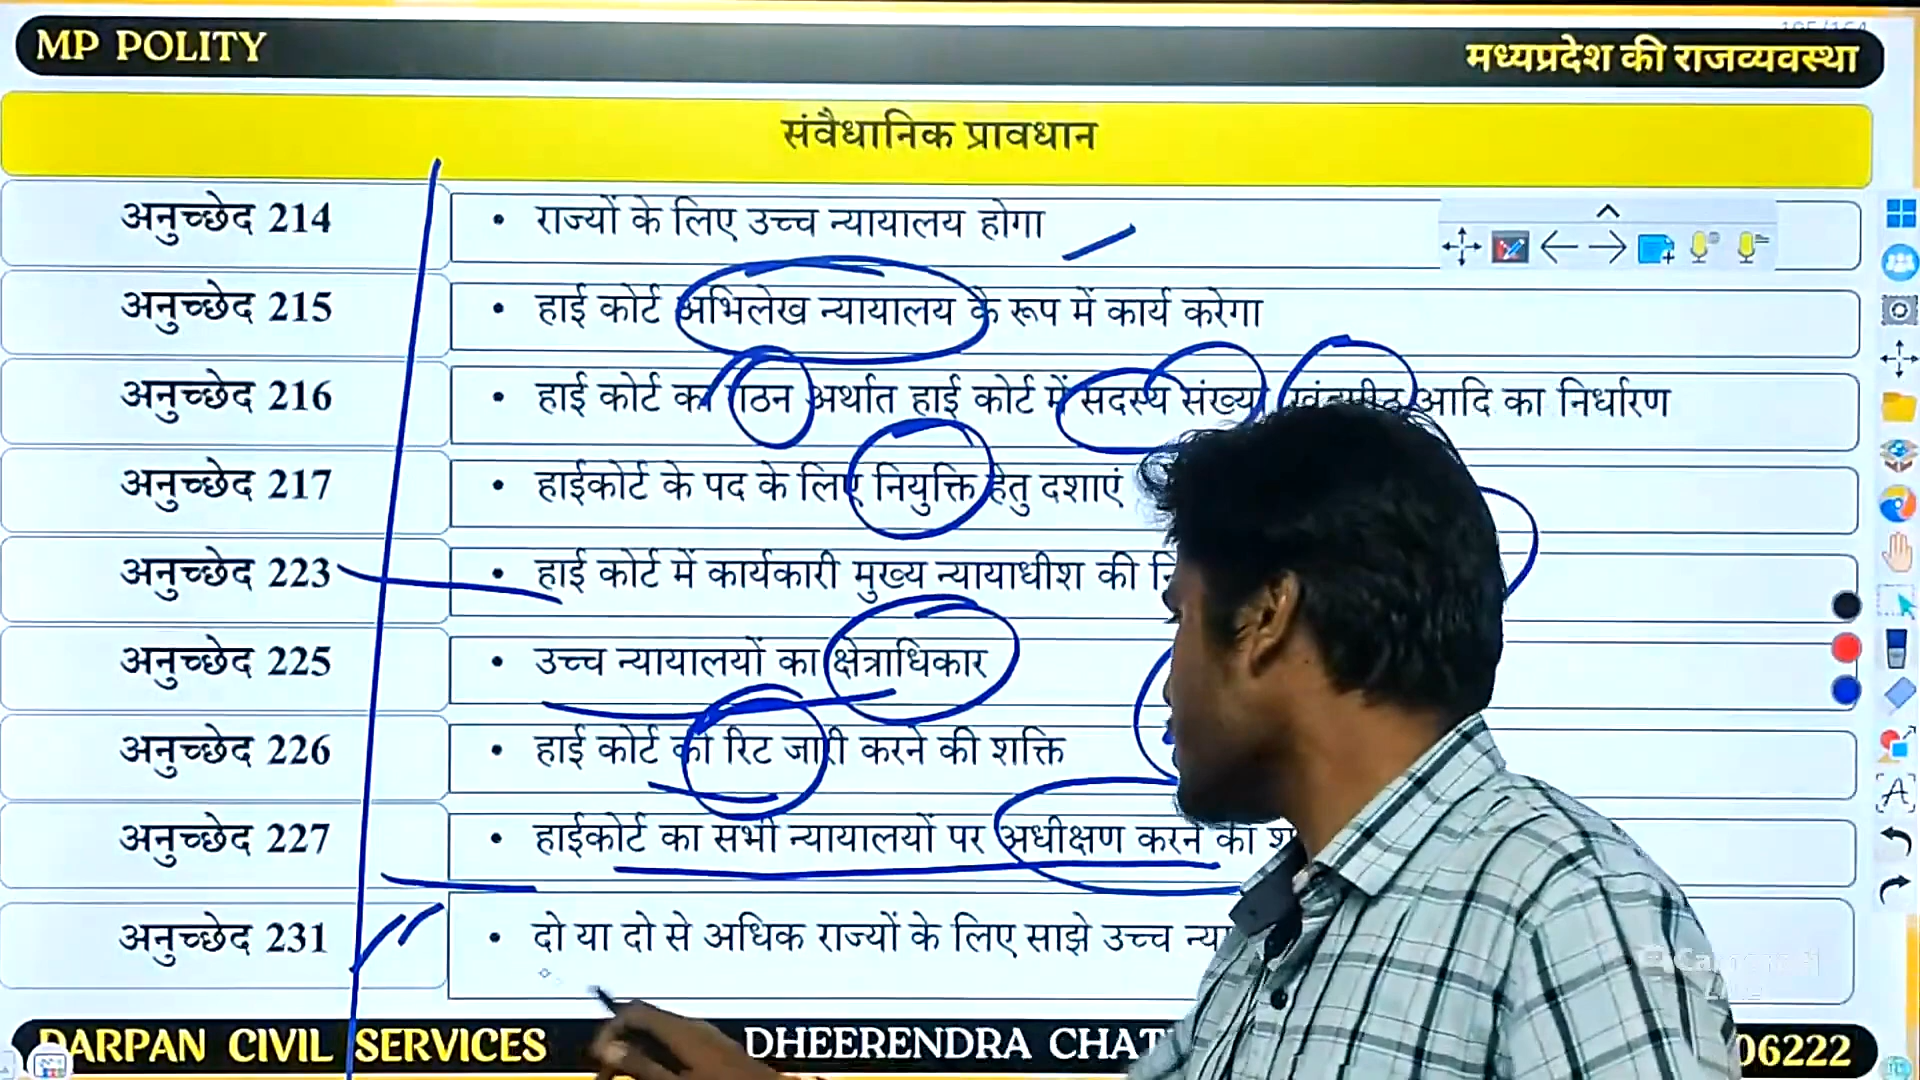 MP POLITY
मध्यप्रदेश की राजव्यवस्था
संवैधानिक प्रावधान
अनुच्छेद 214
• राज्यों के लिए उच्च न्यायालय होगा
अनुच्छेद 215
• हाई कोर्ट अभिलेख न्यायालय के रूप में कार्य करेगा
अनुच्छेद 216
• हाई कोर्ट का गठन अर्थात हाई कोर्ट में सदस्य संख्या खंडपीठ आदि का निर्धारण
अनुच्छेद 217
• हाईकोर्ट के पद के लिए नियुक्ति हेतु दशाएं
अनुच्छेद 223
• हाई कोर्ट में कार्यकारी मुख्य न्यायाधीश की
अनुच्छेद 225
• उच्च न्यायालयों का क्षेत्राधिकार
अनुच्छेद 226
• हाई कोर्ट को रिट जारी करने की शक्ति
अनुच्छेद 227
• हाईकोर्ट का सभी न्यायालयों पर अधीक्षण करने की
अनुच्छेद 231
• दो या दो से अधिक राज्यों के लिए साझे उच्च
DARPAN CIVIL SERVICES
DHEERENDRA
06222